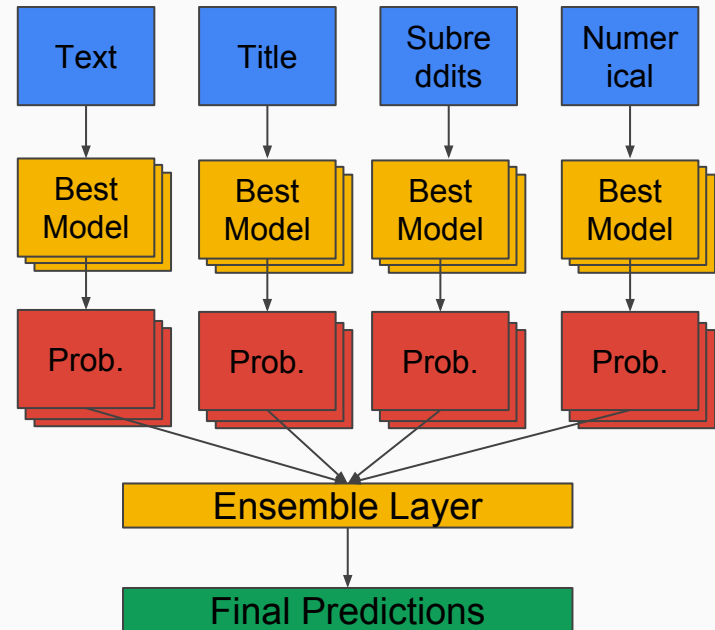 Text
Title
Subre
ddits
Numer
ical
Best
Model
Best
Model
Best
Model
Best
Model
Prob.
Prob.
Prob.
Prob.
Ensemble Layer
Final Predictions